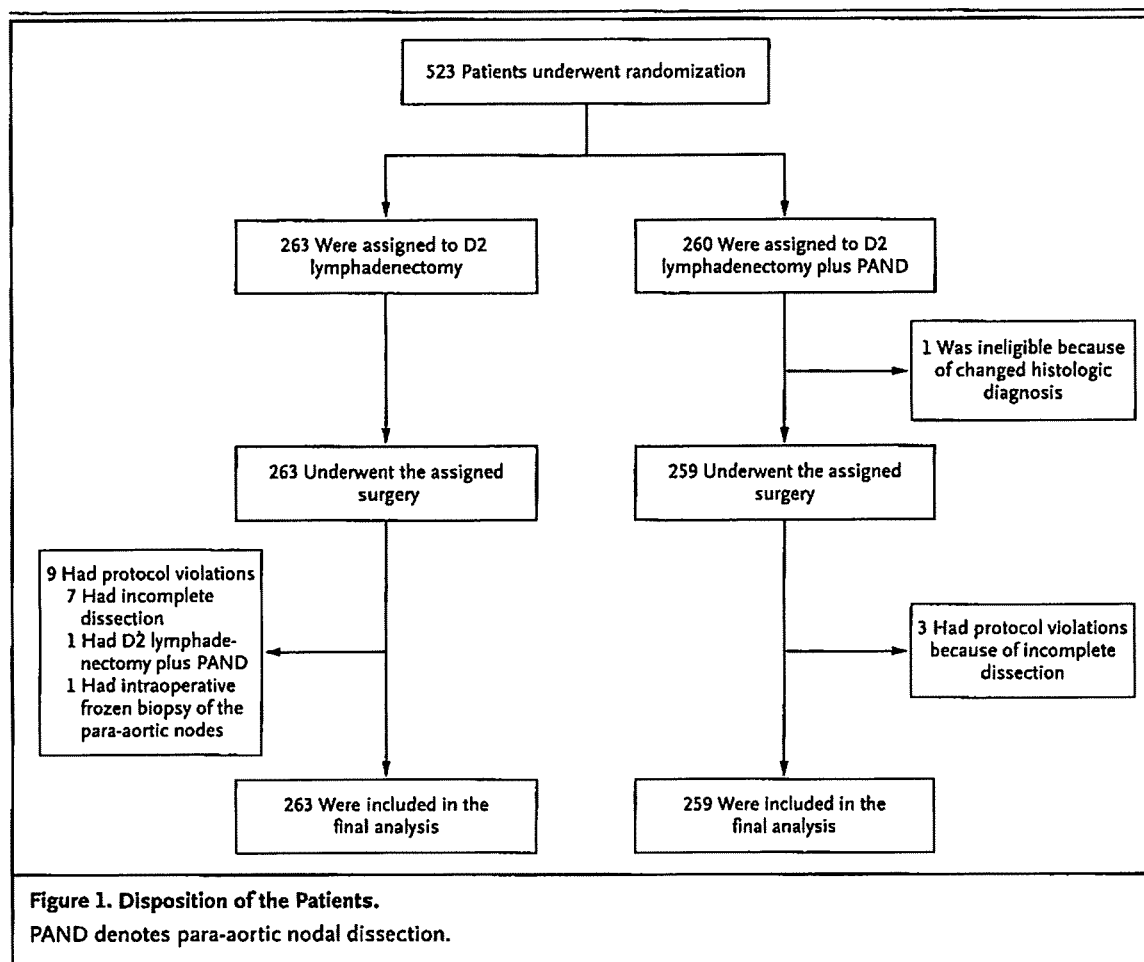 523 Patients underwent randomization
263 Were assigned to D2
lymphadenectomy
260 Were assigned to D2
lymphadenectomy plus PAND
1 Was ineligible because
of changed histologic
diagnosis
263 Underwent the assigned
surgery
259 Underwent the assigned
surgery
9 Had protocol violations
7 Had incomplete
dissection
1 Had D2 lymphade-
nectomy plus PAND
1 Had intraoperative
frozen biopsy of the
para-aortic nodes
3 Had protocol violations
because of incomplete
dissection
263 Were included in the
final analysis
259 Were included in the
final analysis
Figure 1. Disposition of the Patients.
PAND denotes para-aortic nodal dissection.